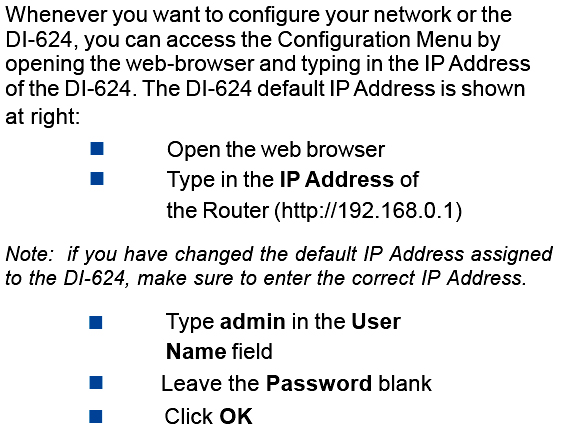 Whenever you want to configure your network or the
DI-624, you can access the Configuration Menu by
opening the web-browser and typing in the IP Address
of the DI-624. The DI-624 default IP Address is shown
at right:
Open the web browser
Type in the IP Address of
the Router (http://192.168.0.1)
Note: if you have changed the default IP Address assigned
to the DI-624, make sure to enter the correct IP Address.
Type admin in the User
Name field
Leave the Password blank
Click OK